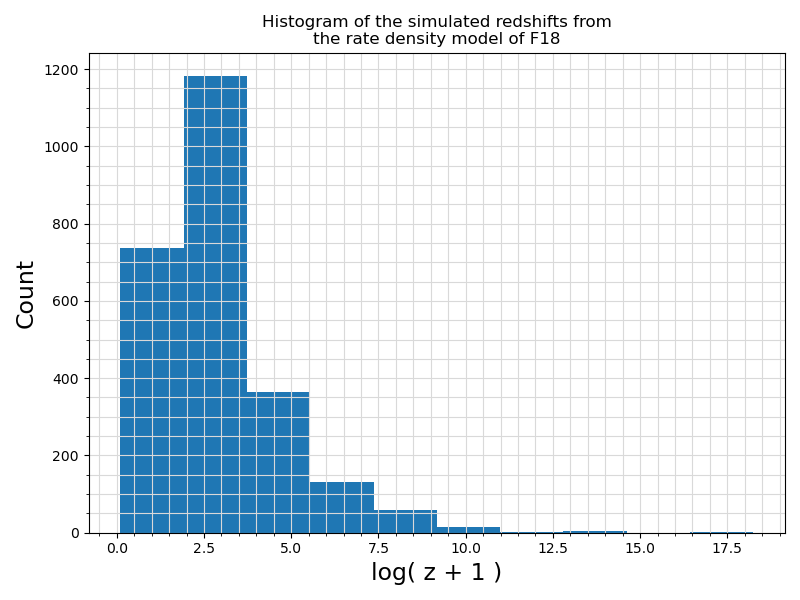 Histogram of the simulated redshifts from
the rate density model of F18
1200
1000
800
600
400
200
0
Count
0.0 2.5 5.0 7.5 10.0 12.5 15.0 17.5
log( z + 1 )